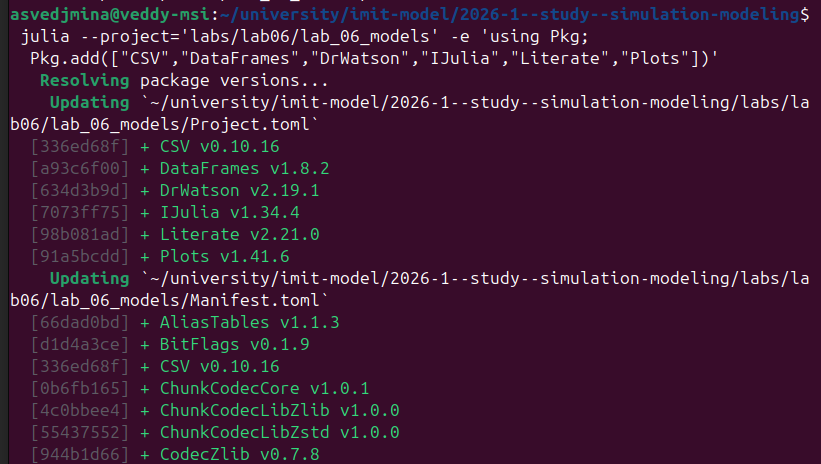 asvedjmina@veddy-msi:~/university/imit-model/2026-1--study--simulation-modeling$
julia --project='labs/lab06/lab_06_models' -e 'using Pkg;
Pkg.add(["CSV","DataFrames","DrWatson","IJulia","Literate","Plots"])'
Resolving package versions...
Updating `~/university/imit-model/2026-1--study--simulation-modeling/labs/la
b06/lab_06_models/Project.toml`
[336ed68f] + CSV v0.10.16
[a93c6f00] + DataFrames v1.8.2
[634d3b9d] + DrWatson v2.19.1
[7073ff75] + IJulia v1.34.4
[98b081ad] + Literate v2.21.0
[91a5bcdd] + Plots v1.41.6
Updating `~/university/imit-model/2026-1--study--simulation-modeling/labs/la
b06/lab_06_models/Manifest.toml`
[66dad0bd] + AliasTables v1.1.3
[d1d4a3ce] + BitFlags v0.1.9
[336ed68f] + CSV v0.10.16
[0b6fb165] + ChunkCodecCore v1.0.1
[4c0bbee4] + ChunkCodecLibZlib v1.0.0
[55437552] + ChunkCodecLibZstd v1.0.0
[944b1d66] + CodecZlib v0.7.8